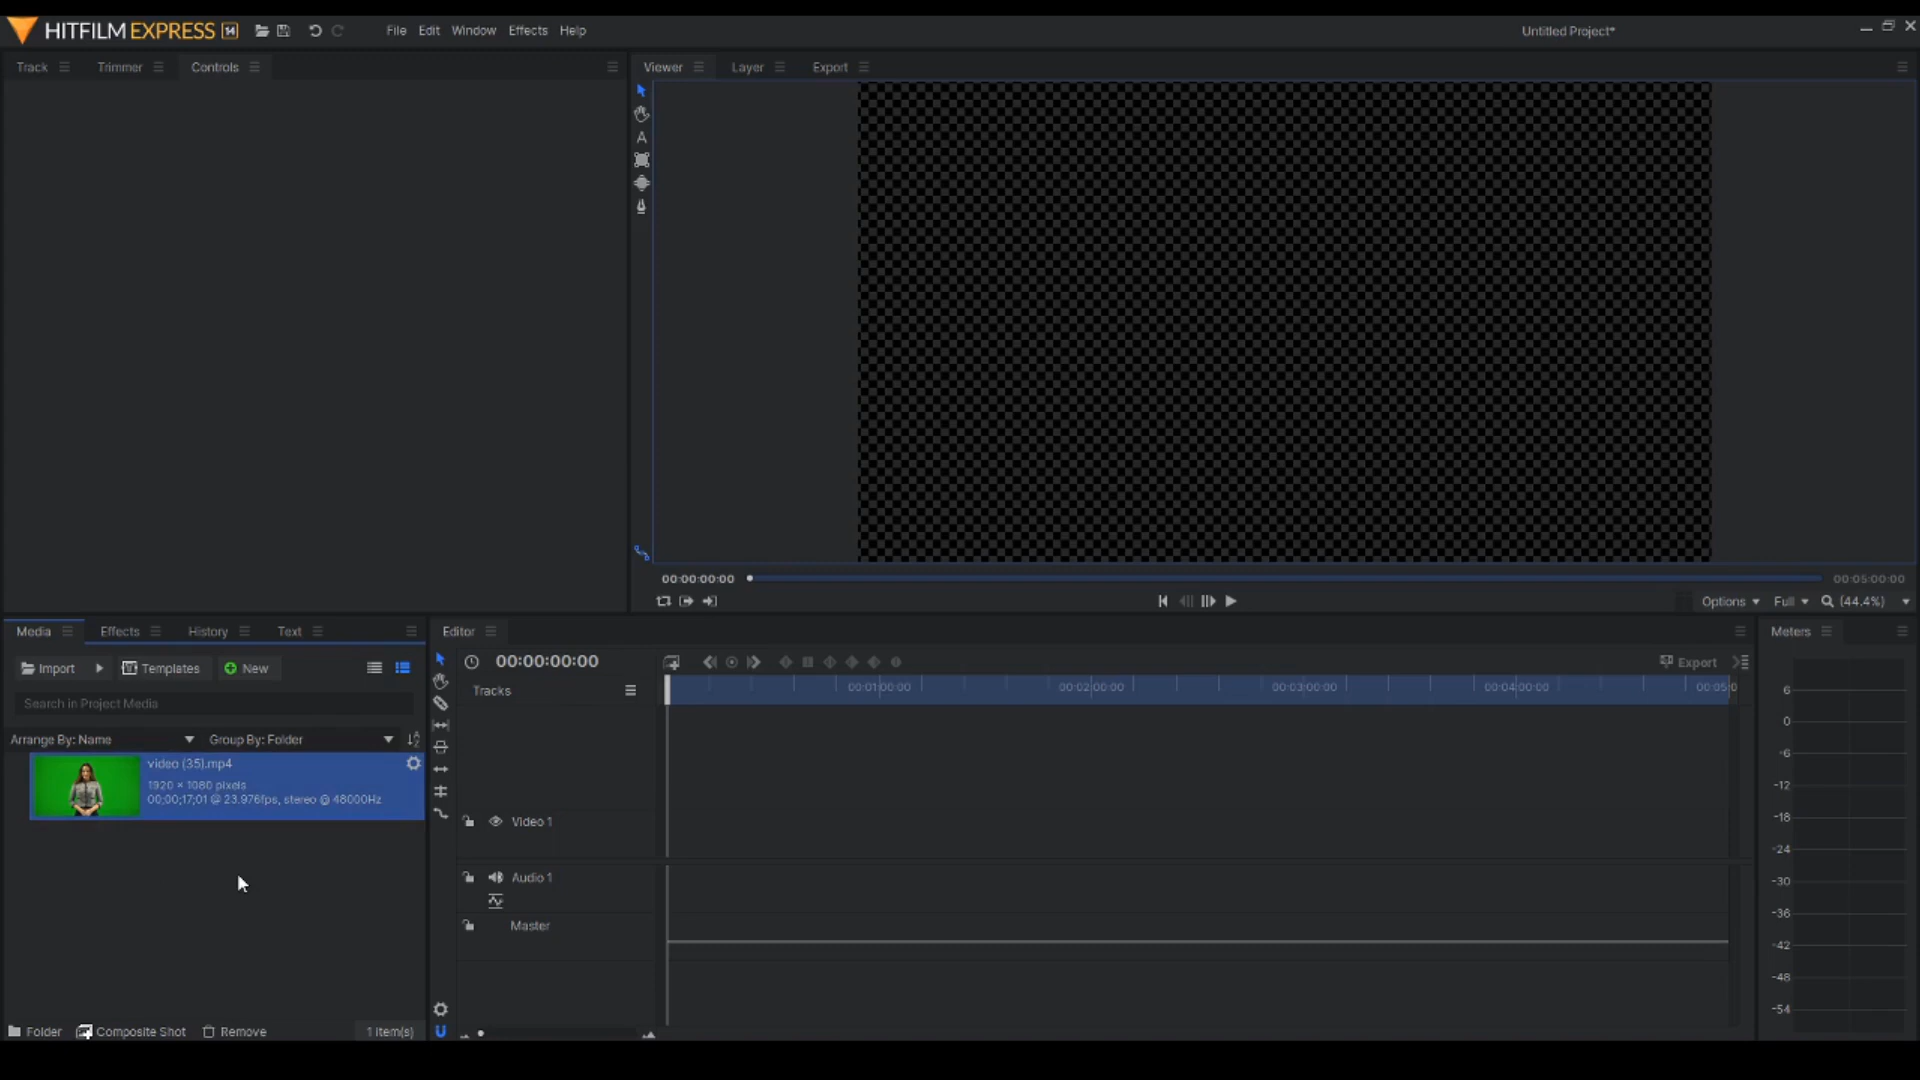 HITFILM EXPRESS 14
File Edit Window Effects Help
Untitled Project*
Track Trimmer Controls
Viewer Layer Export
00:00:00:00
00:05:00:00
Options Full (44.4%)
Media Effects History Text
Import Templates New
Search in Project Media
Arrange By: Name Group By: Folder
video (35).mp4
1920 × 1080 pixels
00;00;17;01 @ 23.976fps, stereo @ 48000Hz
Folder Composite Shot Remove 1 item(s)
Editor
00:00:00:00
Export
Tracks
00:01:00:00 00:02:00:00 00:03:00:00 00:04:00:00 00:05:0
Video 1
Audio 1
Master
Meters
6
0
-6
-12
-18
-24
-30
-36
-42
-48
-54